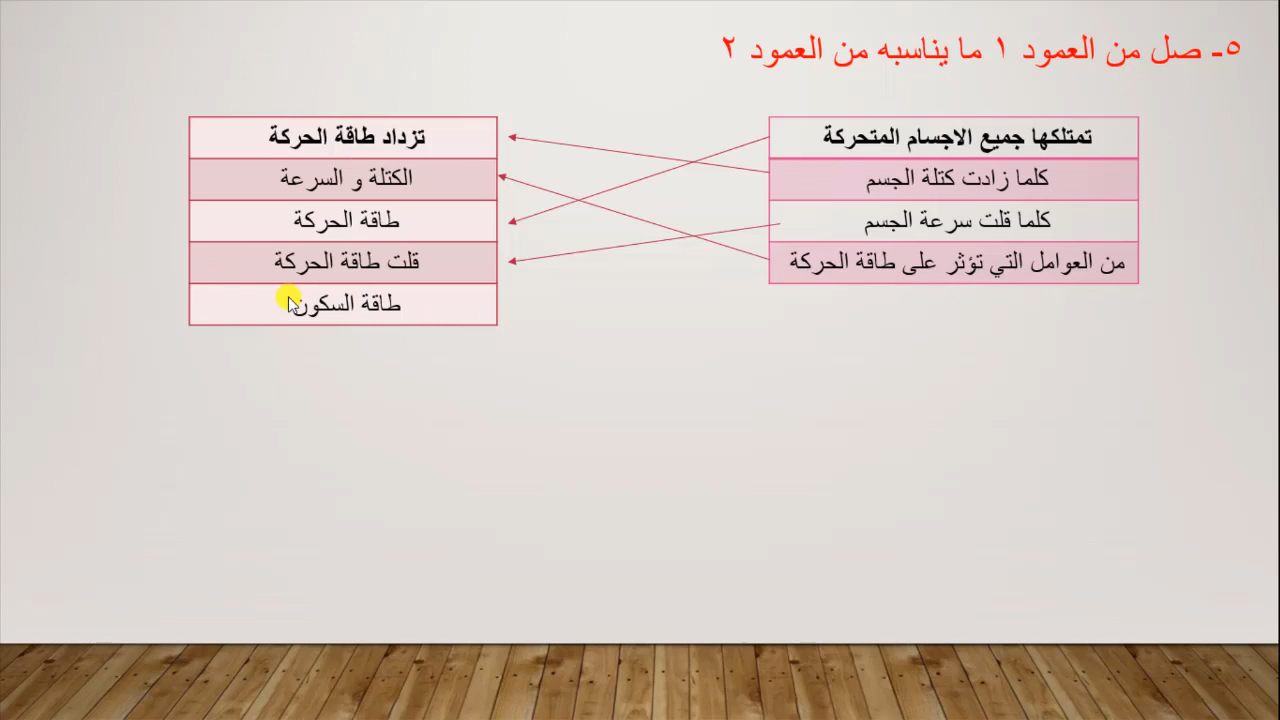 ٥- صل من العمود ١ ما يناسبه من العمود ٢
تمتلكها جميع الاجسام المتحركة
كلما زادت كتلة الجسم
كلما قلت سرعة الجسم
من العوامل التي تؤثر على طاقة الحركة
تزداد طاقة الحركة
الكتلة و السرعة
طاقة الحركة
قلت طاقة الحركة
طاقة السكون